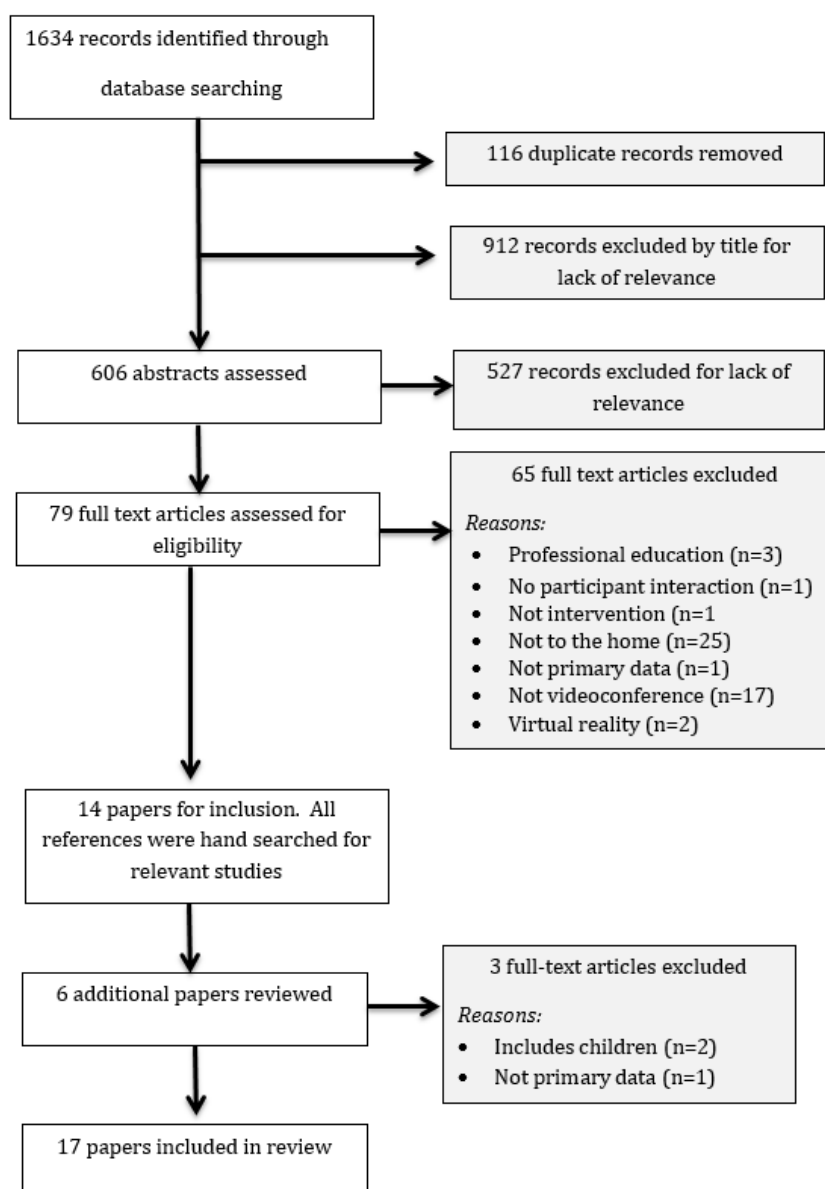 1634 records identified through
database searching
116 duplicate records removed
912 records excluded by title for
lack of relevance
606 abstracts assessed
527 records excluded for lack of
relevance
79 full text articles assessed for
eligibility
65 full text articles excluded
Reasons:
• Professional education (n=3)
• No participant interaction (n=1)
• Not intervention (n=1
• Not to the home (n=25)
• Not primary data (n=1)
• Not videoconference (n=17)
• Virtual reality (n=2)
14 papers for inclusion. All
references were hand searched for
relevant studies
6 additional papers reviewed
3 full-text articles excluded
Reasons:
• Includes children (n=2)
• Not primary data (n=1)
17 papers included in review